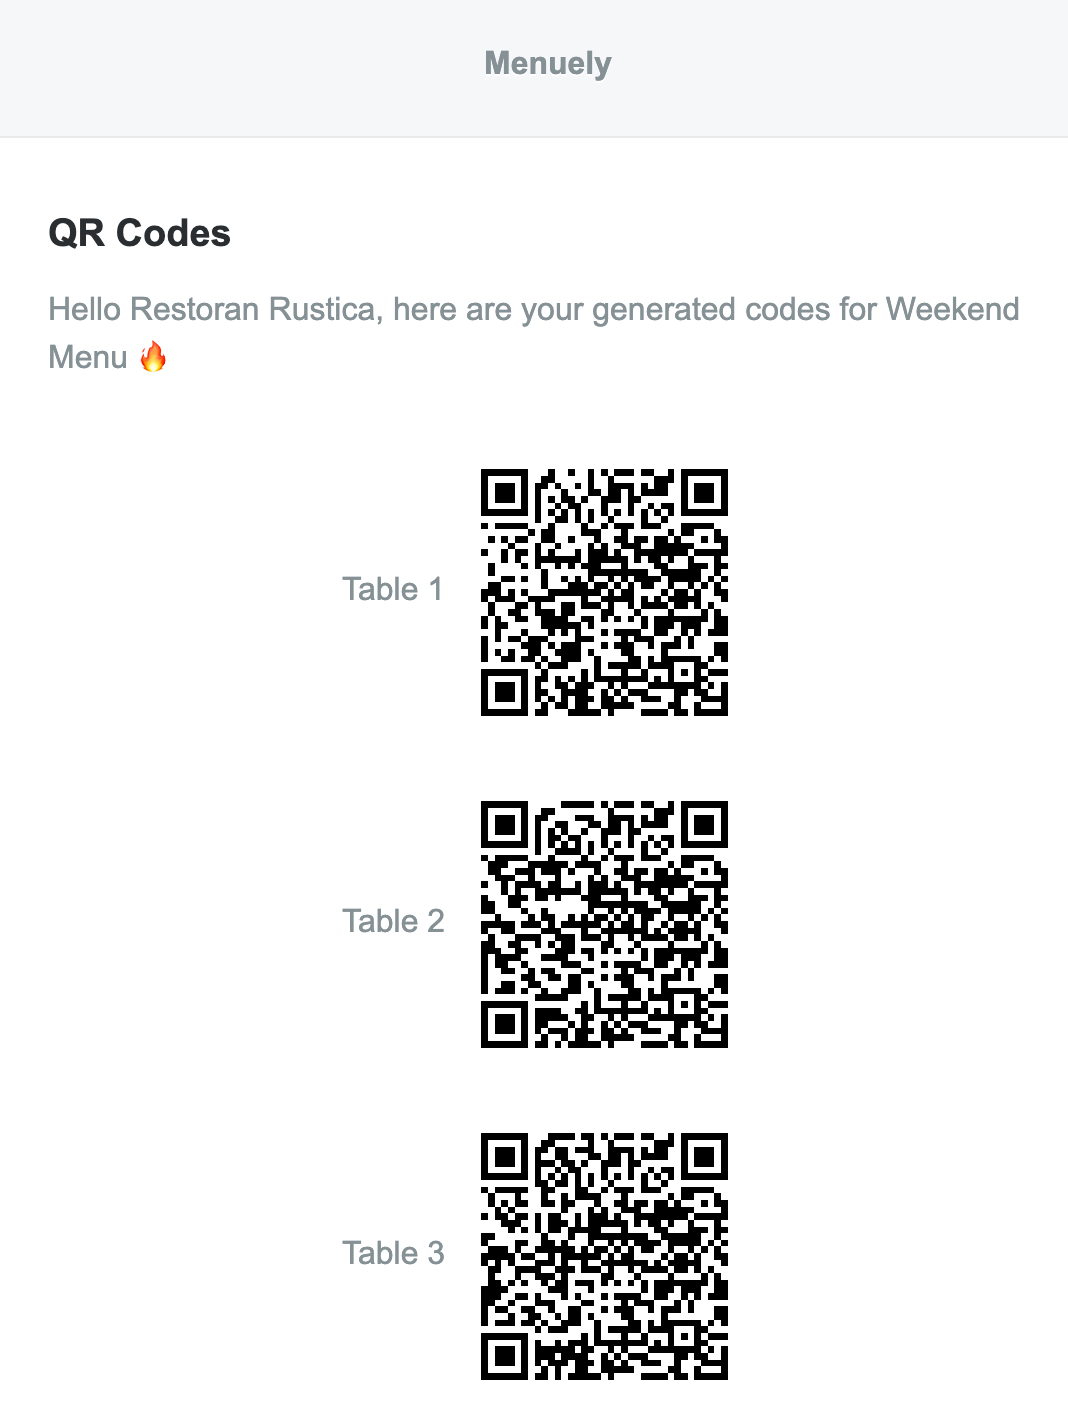 Menuely
QR Codes
Hello Restoran Rustica, here are your generated codes for Weekend
Menu 🔥
Table 1
Table 2
Table 3